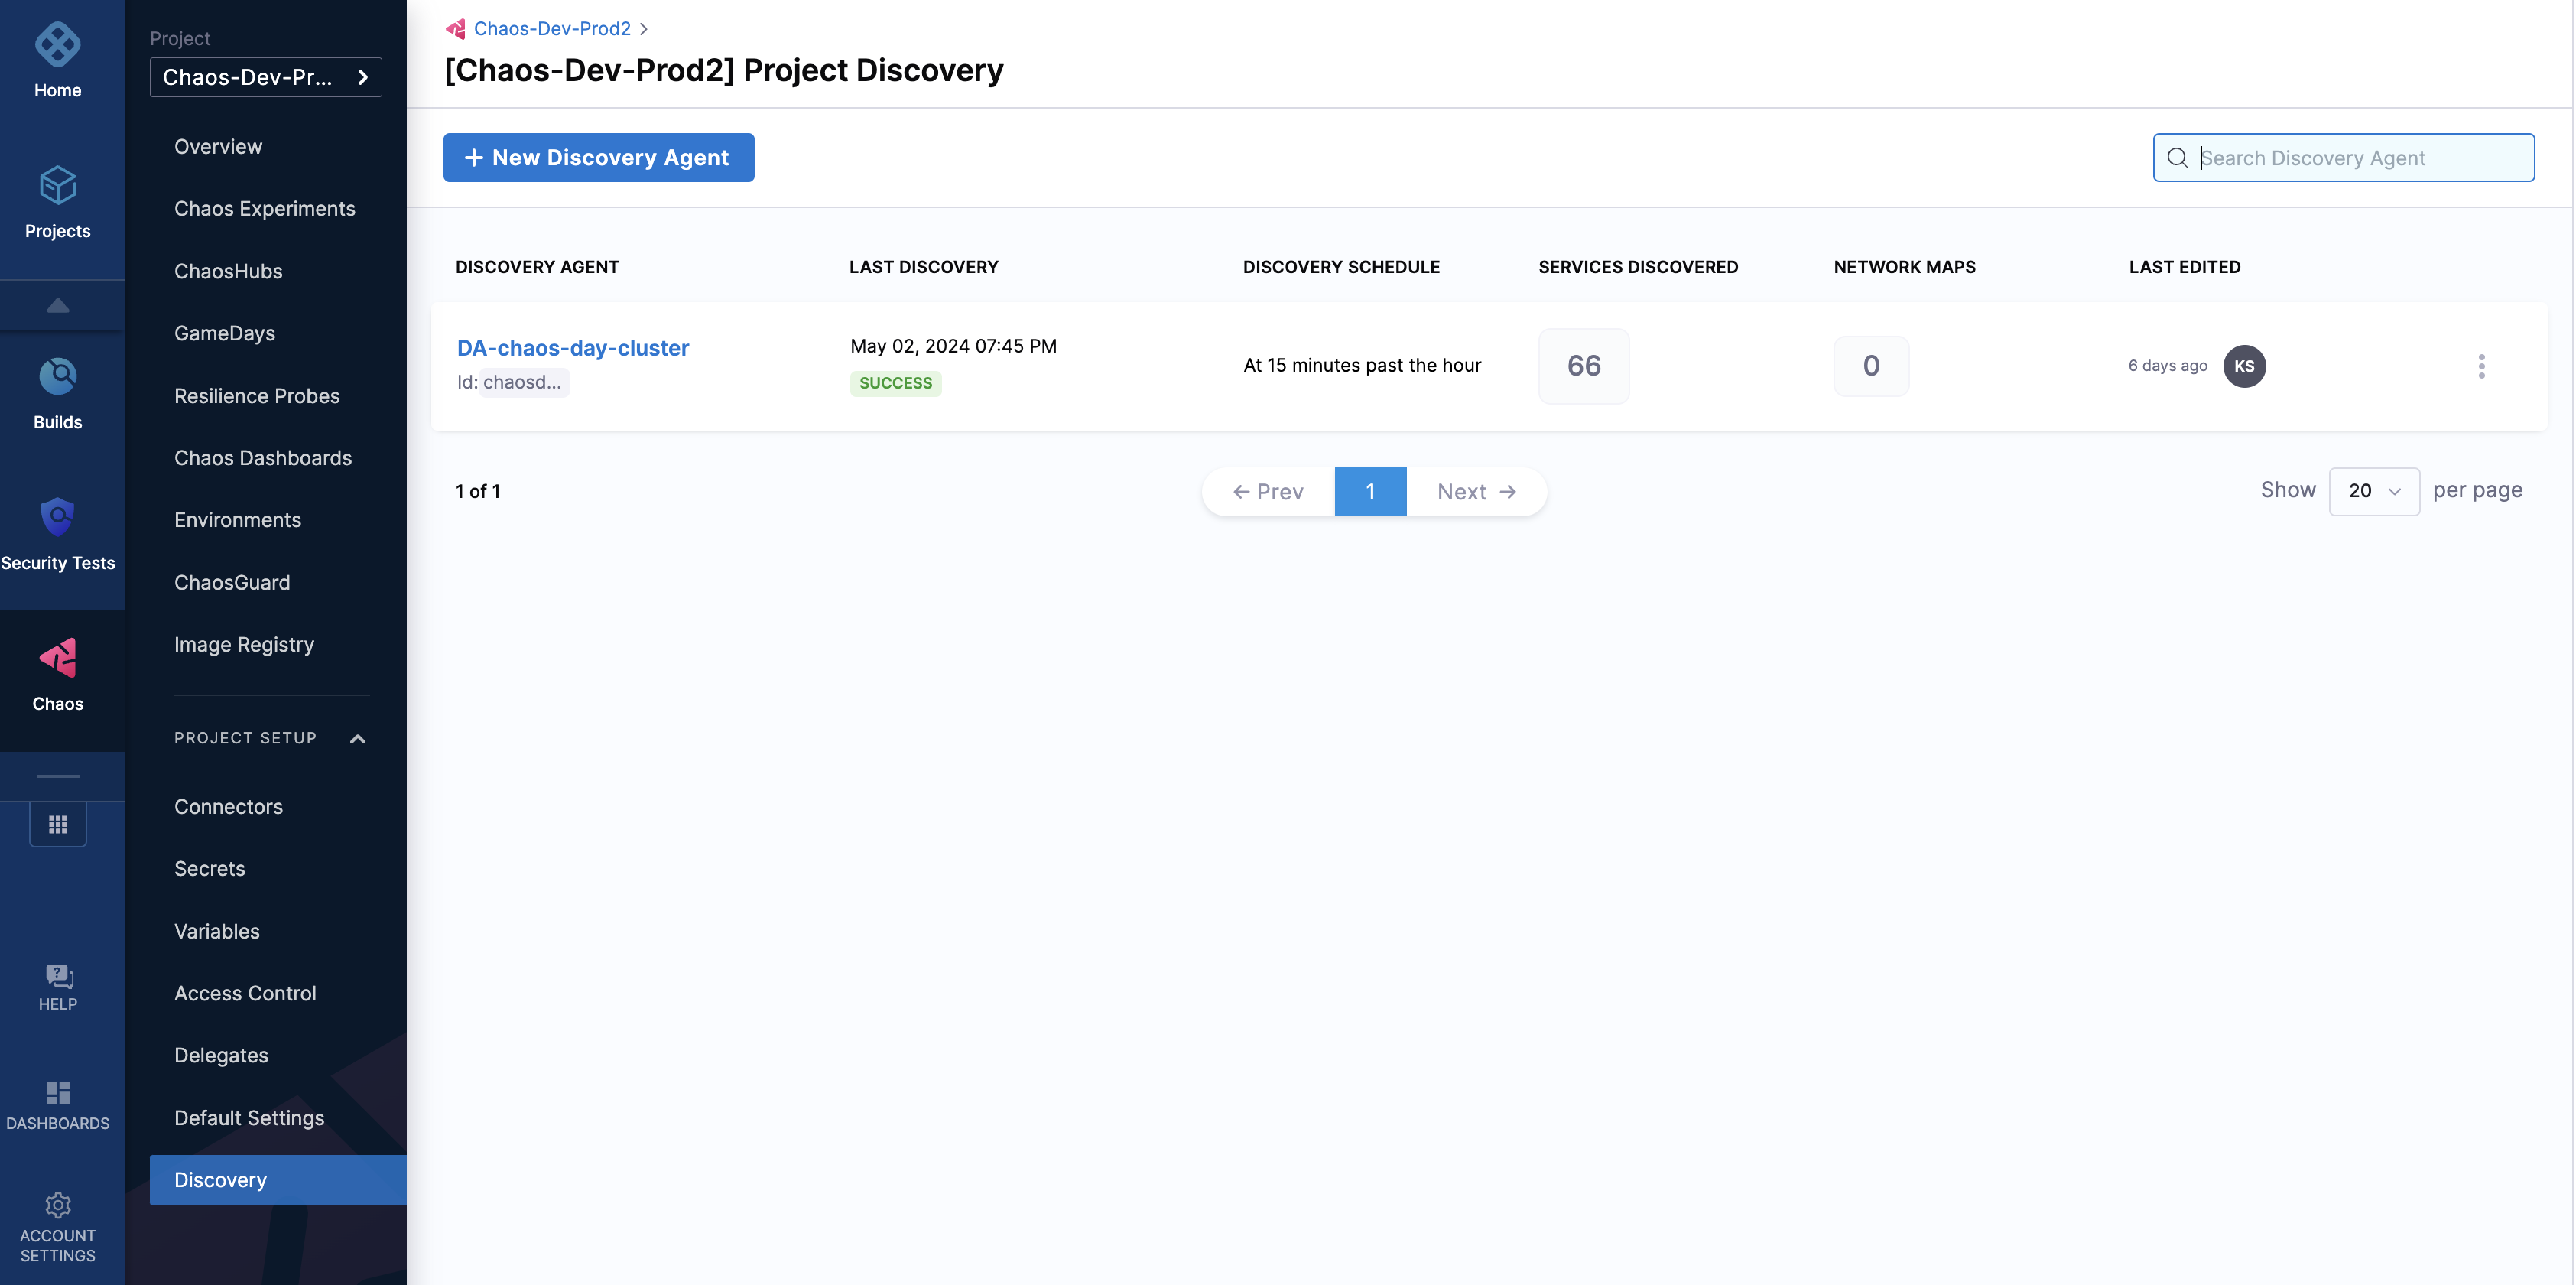 Home
Projects
Builds
Security Tests
Chaos
HELP
DASHBOARDS
ACCOUNT
SETTINGS
Project
Chaos-Dev-Pr...
Overview
Chaos Experiments
ChaosHubs
GameDays
Resilience Probes
Chaos Dashboards
Environments
ChaosGuard
Image Registry
PROJECT SETUP
Connectors
Secrets
Variables
Access Control
Delegates
Default Settings
Discovery
Chaos-Dev-Prod2 >
[Chaos-Dev-Prod2] Project Discovery
+ New Discovery Agent
Search Discovery Agent
DISCOVERY AGENT LAST DISCOVERY DISCOVERY SCHEDULE SERVICES DISCOVERED NETWORK MAPS LAST EDITED
DA-chaos-day-cluster
Id: chaosd...
May 02, 2024 07:45 PM
SUCCESS
At 15 minutes past the hour
66
0
6 days ago KS
1 of 1
← Prev 1 Next →
Show 20 per page